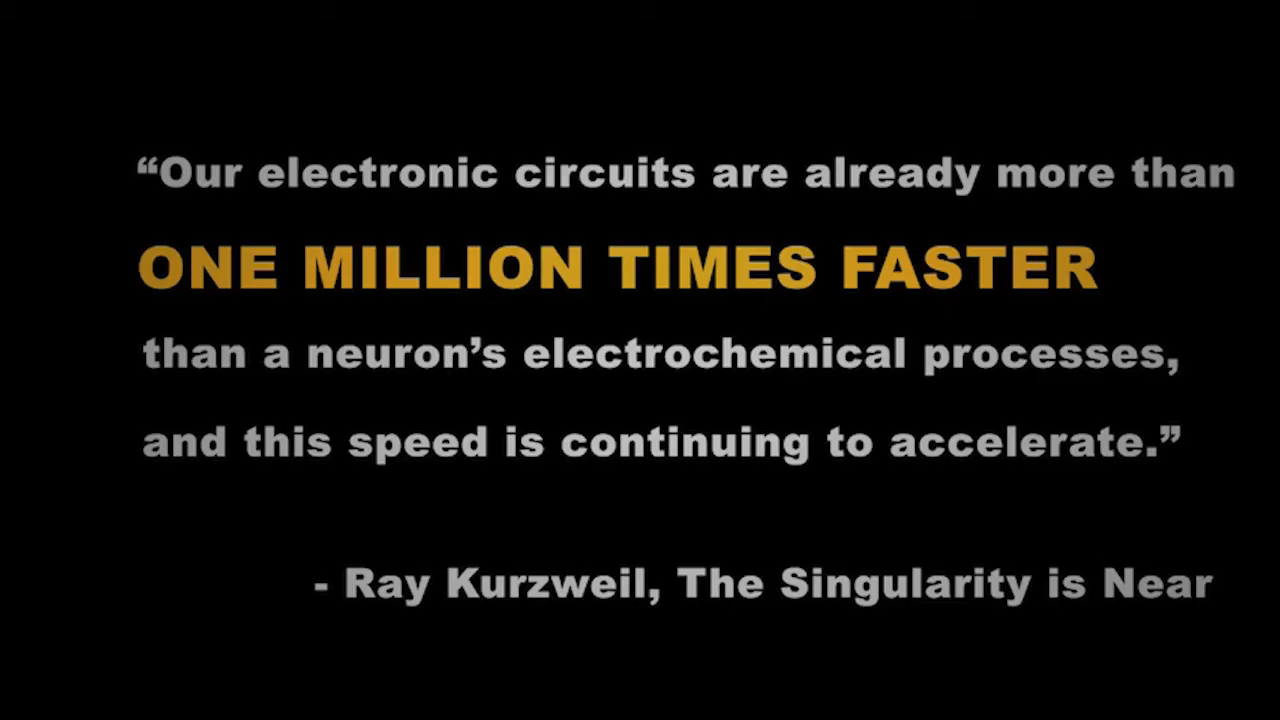 “Our electronic circuits are already more than
ONE MILLION TIMES FASTER
than a neuron’s electrochemical processes,
and this speed is continuing to accelerate.”
- Ray Kurzweil, The Singularity is Near